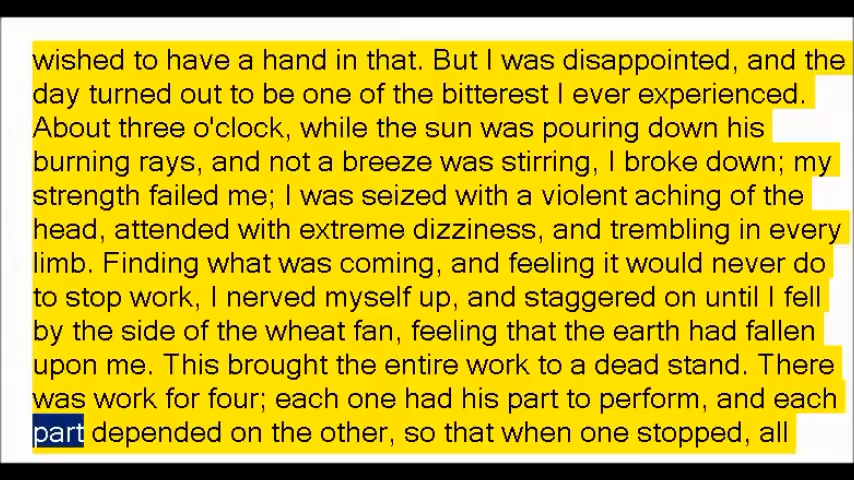 wished to have a hand in that. But I was disappointed, and the
day turned out to be one of the bitterest I ever experienced.
About three o'clock, while the sun was pouring down his
burning rays, and not a breeze was stirring, I broke down; my
strength failed me; I was seized with a violent aching of the
head, attended with extreme dizziness, and trembling in every
limb. Finding what was coming, and feeling it would never do
to stop work, I nerved myself up, and staggered on until I fell
by the side of the wheat fan, feeling that the earth had fallen
upon me. This brought the entire work to a dead stand. There
was work for four; each one had his part to perform, and each
part depended on the other, so that when one stopped, all